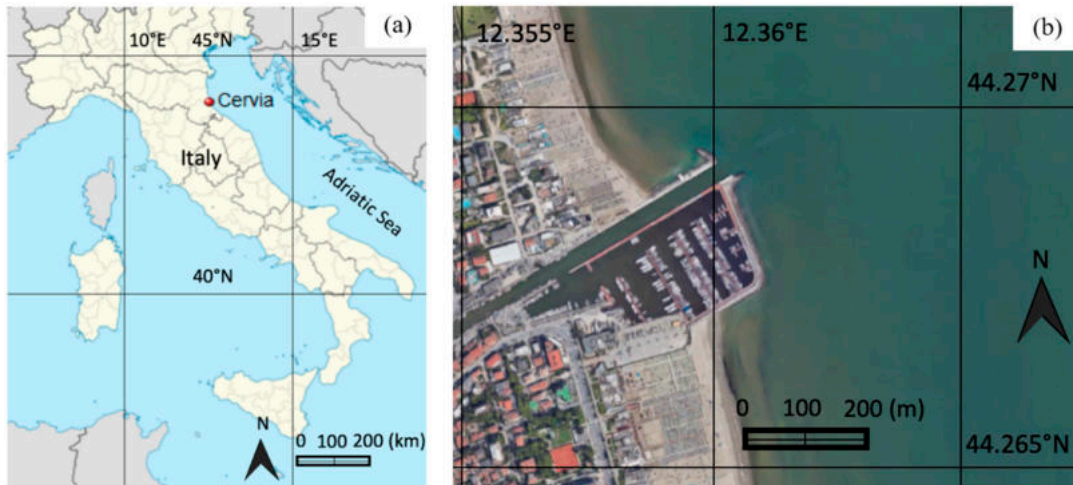 (a)
10°E 45°N 15°E
Cervia
Italy
Adriatic Sea
40°N
N
0 100 200 (km)
(b)
12.355°E 12.36°E
44.27°N
N
0 100 200 (m)
44.265°N